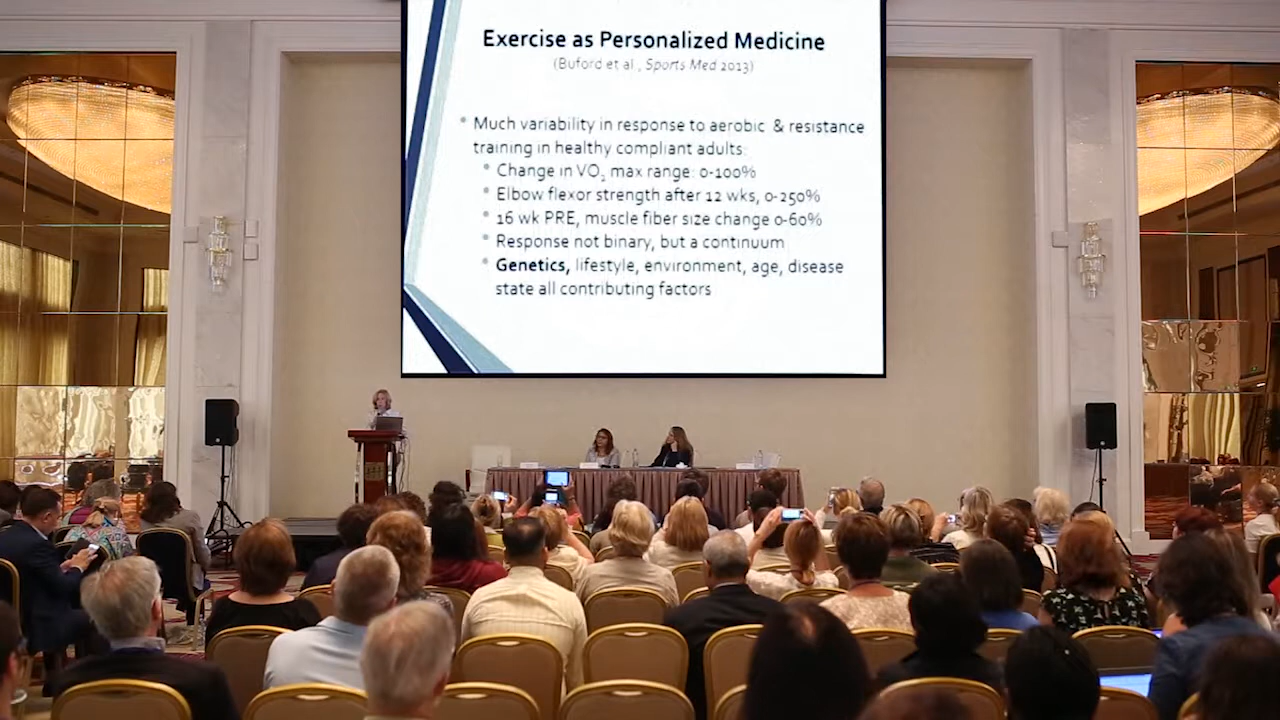 Exercise as Personalized Medicine
(Buford et al., Sports Med 2013)
Much variability in response to aerobic & resistance
training in healthy compliant adults:
Change in VO2 max range: 0-100%
Elbow flexor strength after 12 wks, 0-250%
16 wk PRE, muscle fiber size change 0-60%
Response not binary, but a continuum
Genetics, lifestyle, environment, age, disease
state all contributing factors